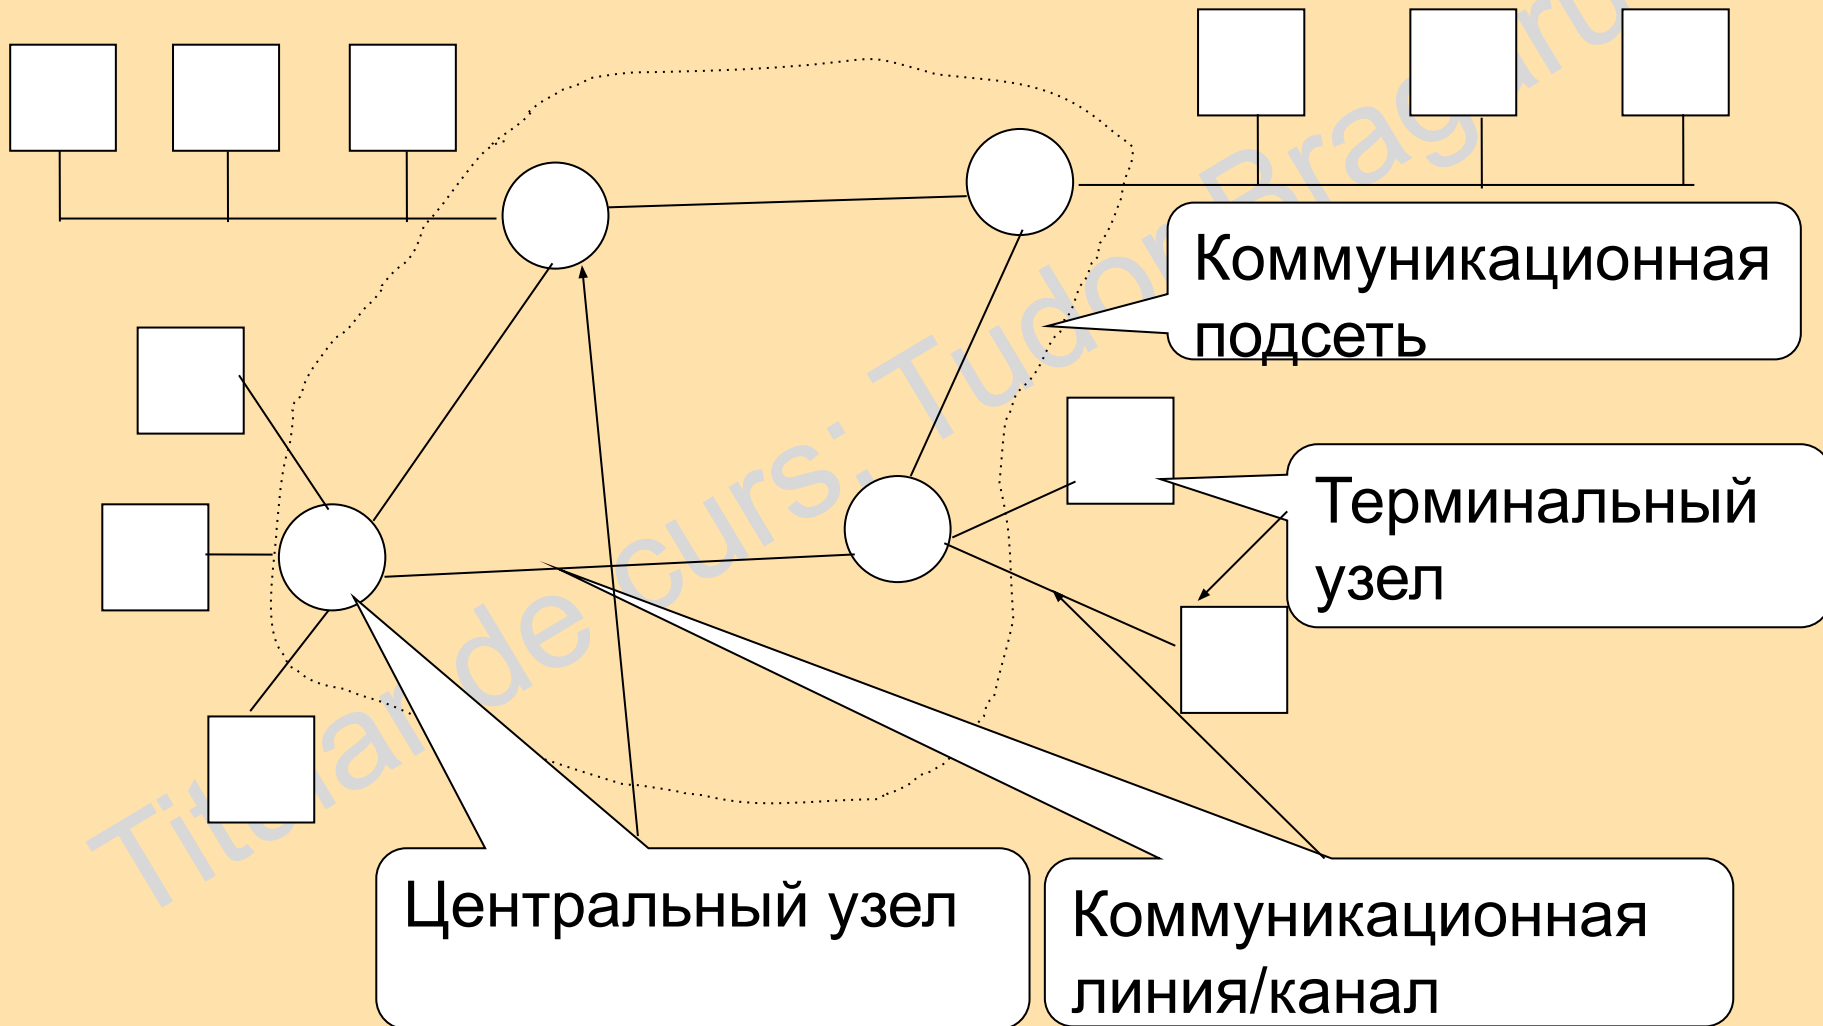 Коммуникационная
подсеть
Терминальный
узел
Центральный узел
Коммуникационная
линия/канал
Titular de curs: Tudor Bragaru